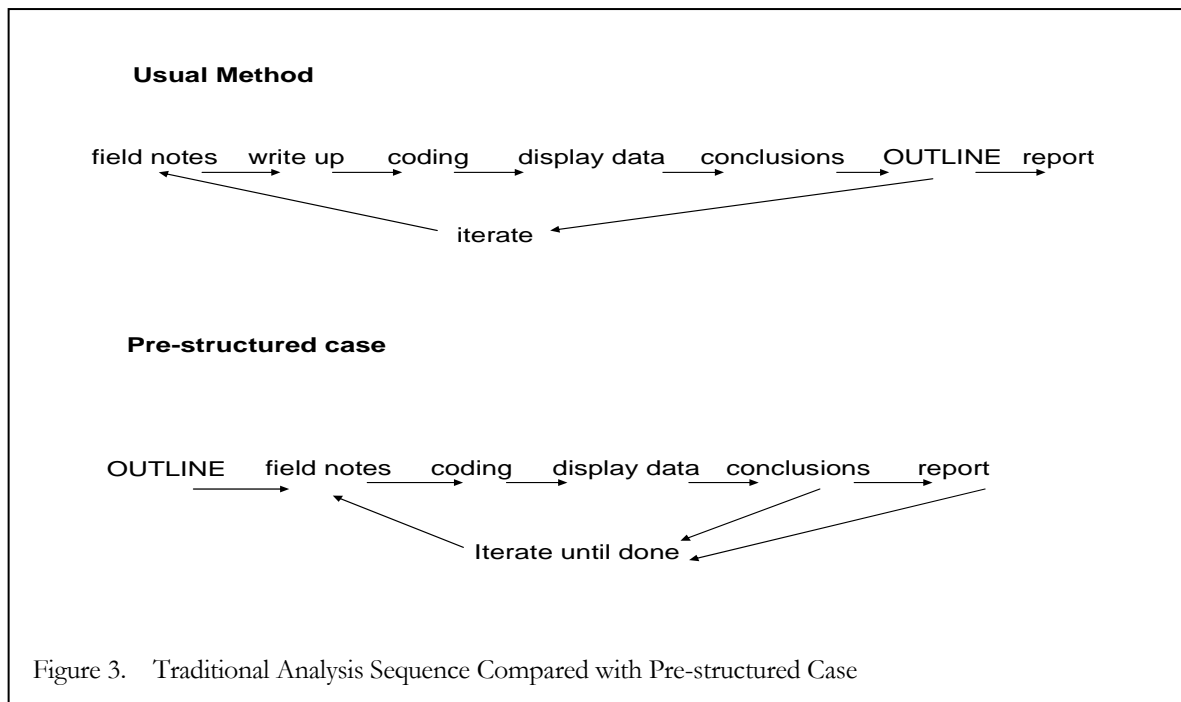 Usual Method
field notes write up coding display data conclusions OUTLINE report
iterate
Pre-structured case
OUTLINE field notes coding display data conclusions report
Iterate until done
Figure 3. Traditional Analysis Sequence Compared with Pre-structured Case